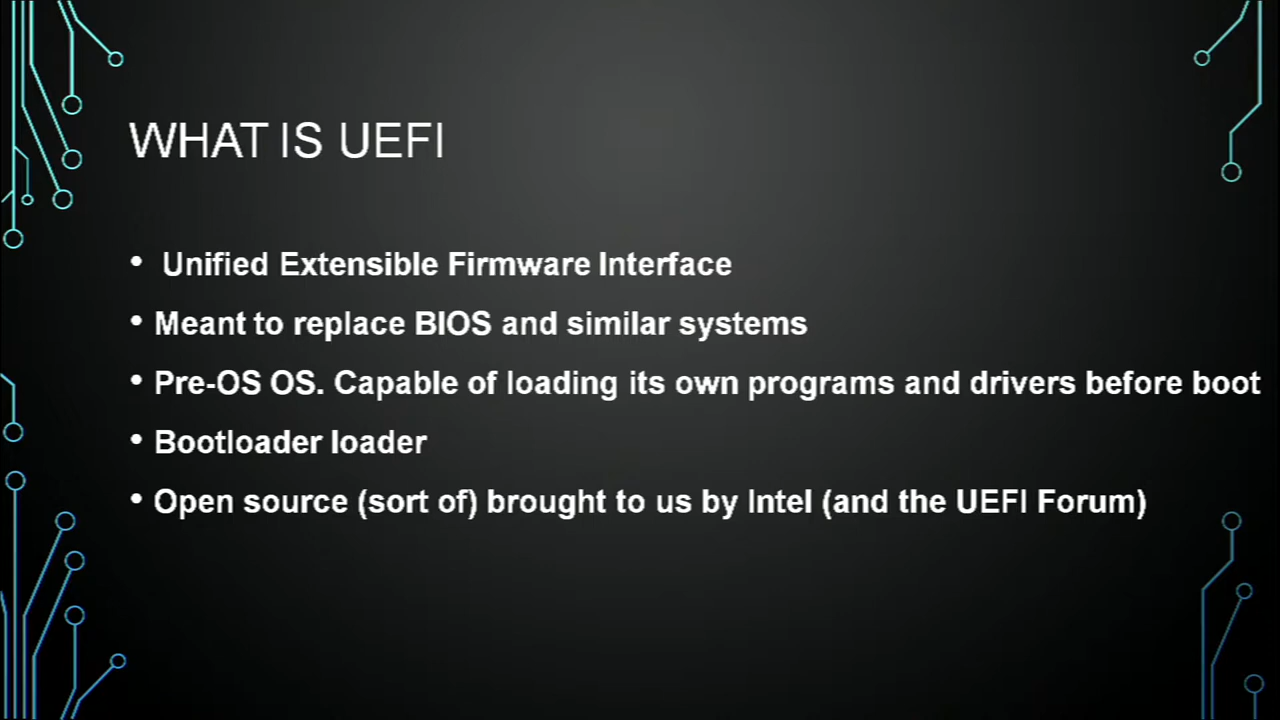 WHAT IS UEFI
• Unified Extensible Firmware Interface
• Meant to replace BIOS and similar systems
• Pre-OS OS. Capable of loading its own programs and drivers before boot
• Bootloader loader
• Open source (sort of) brought to us by Intel (and the UEFI Forum)